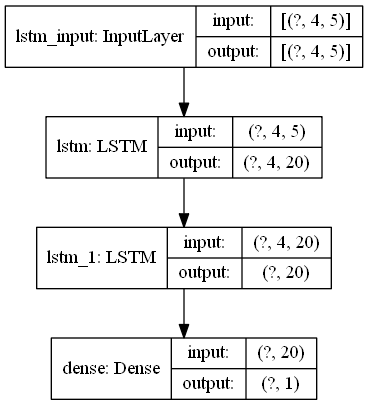 lstm_input: InputLayer
input: [(?, 4, 5)]
output: [(?, 4, 5)]
lstm: LSTM
input: (?, 4, 5)
output: (?, 4, 20)
lstm_1: LSTM
input: (?, 4, 20)
output: (?, 20)
dense: Dense
input: (?, 20)
output: (?, 1)